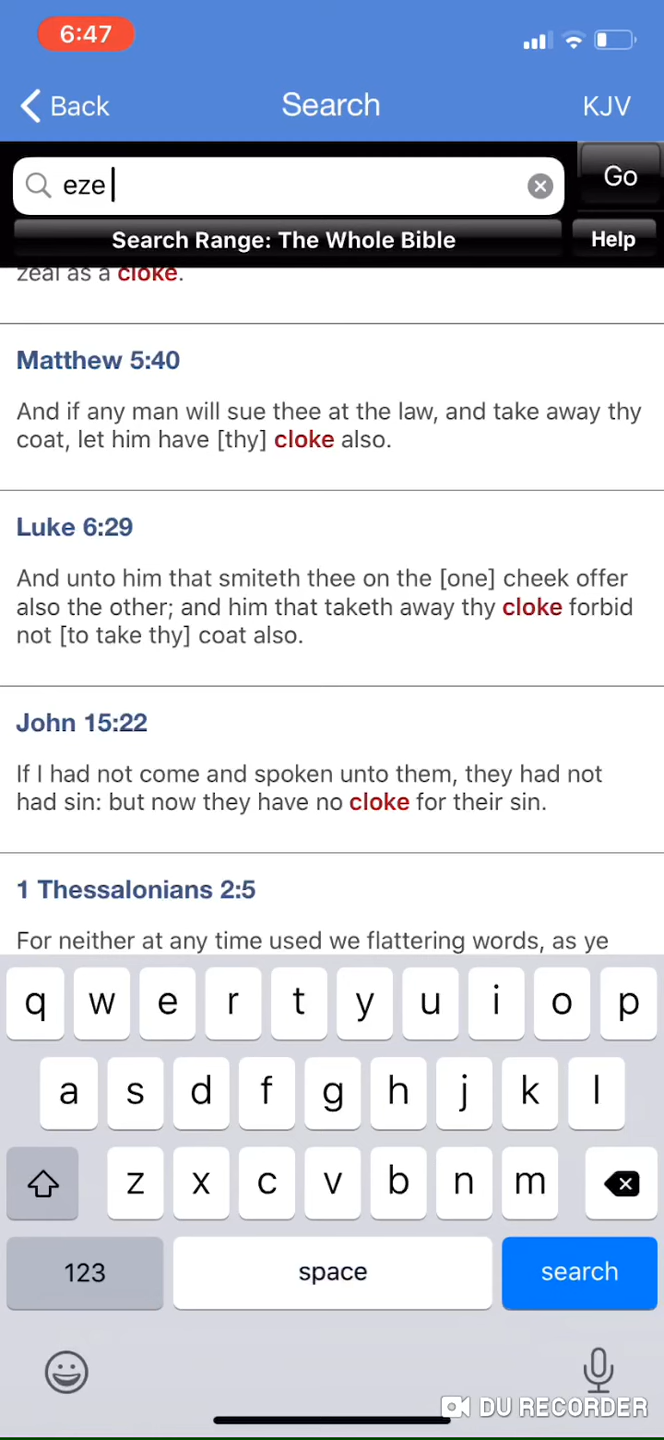 6:47
Back
Search
KJV
eze
Go
Search Range: The Whole Bible
Help
zeal as a cloke.
Matthew 5:40
And if any man will sue thee at the law, and take away thy
coat, let him have [thy] cloke also.
Luke 6:29
And unto him that smiteth thee on the [one] cheek offer
also the other; and him that taketh away thy cloke forbid
not [to take thy] coat also.
John 15:22
If I had not come and spoken unto them, they had not
had sin: but now they have no cloke for their sin.
1 Thessalonians 2:5
For neither at any time used we flattering words, as ye
q w e r t y u i o p
a s d f g h j k l
z x c v b n m
123
space
search
DU RECORDER